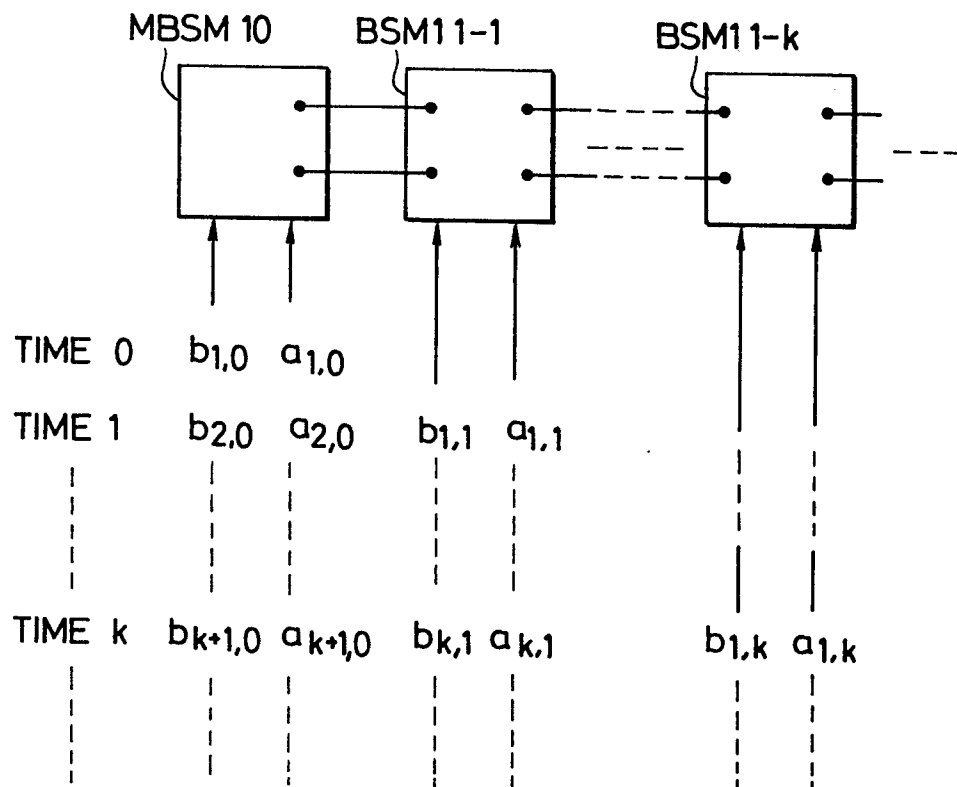 MBSM 10 BSM11-1 BSM11-k
TIME 0 b1,0 a1,0
TIME 1 b2,0 a2,0 b1,1 a1,1
TIME k bk+1,0 ak+1,0 bk,1 ak,1 b1,k a1,k